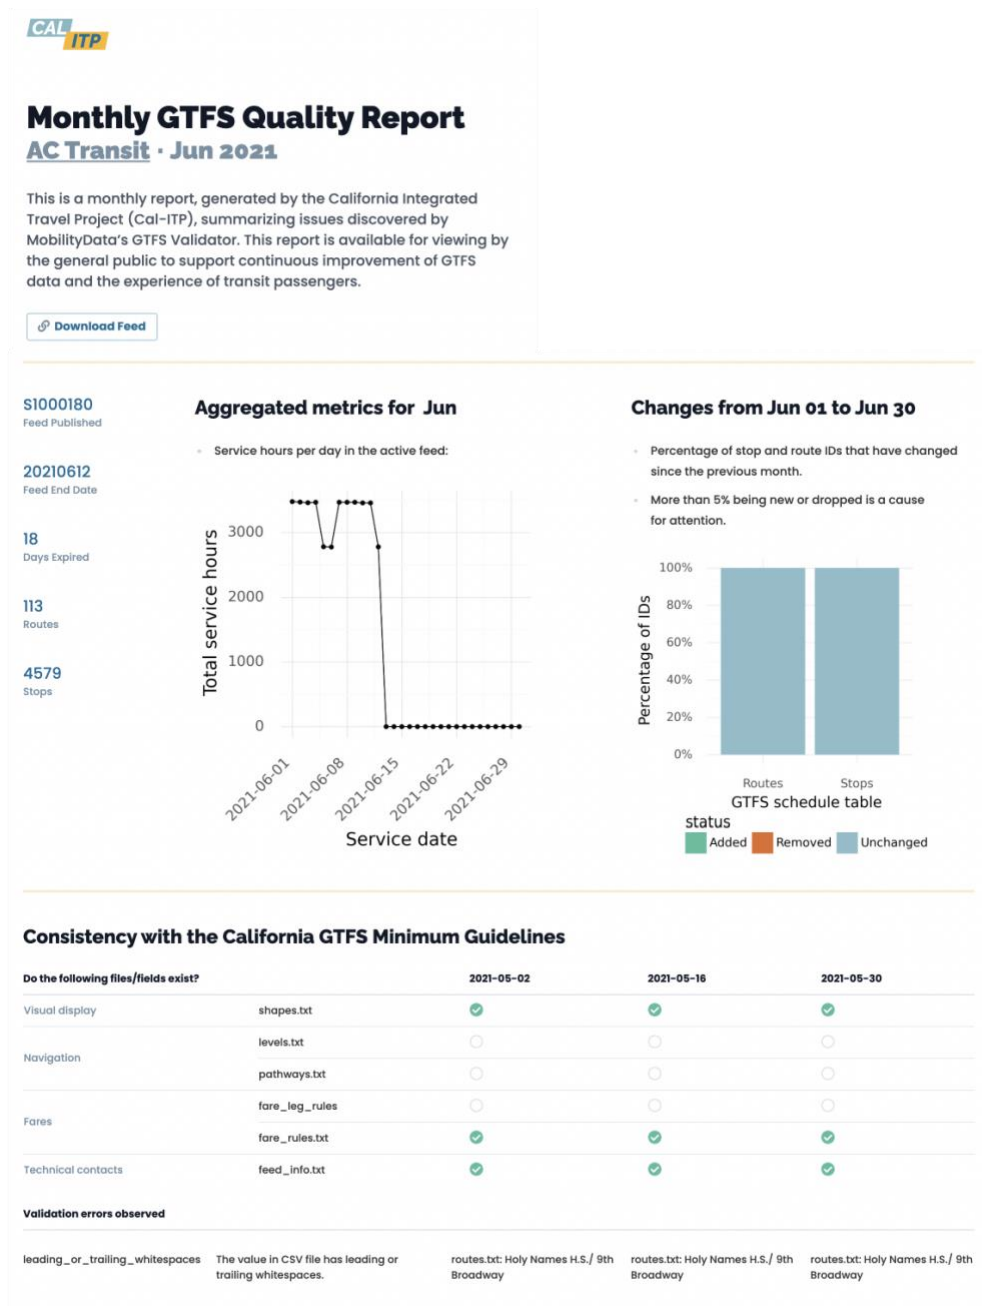 CAL
ITP
Monthly GTFS Quality Report
AC Transit · Jun 2021
This is a monthly report, generated by the California Integrated
Travel Project (Cal-ITP), summarizing issues discovered by
MobilityData's GTFS Validator. This report is available for viewing by
the general public to support continuous improvement of GTFS
data and the experience of transit passengers.
Download Feed
S1000180
Feed Published
20210612
Feed End Date
18
Days Expired
113
Routes
4579
Stops
Aggregated metrics for Jun
Service hours per day in the active feed:
Total service hours
3000
2000
1000
0
2021-06-01
2021-06-08
2021-06-15
2021-06-22
2021-06-29
Service date
Changes from Jun 01 to Jun 30
Percentage of stop and route IDs that have changed
since the previous month.
More than 5% being new or dropped is a cause
for attention.
Percentage of IDs
100%
80%
60%
40%
20%
0%
Routes Stops
GTFS schedule table
status
Added Removed Unchanged
Consistency with the California GTFS Minimum Guidelines
Do the following files/fields exist? 2021-05-02 2021-05-16 2021-05-30
Visual display shapes.txt
Navigation
levels.txt
pathways.txt
Fares
fare_leg_rules
fare_rules.txt
Technical contacts feed_info.txt
Validation errors observed
leading_or_trailing_whitespaces The value in CSV file has leading or routes.txt: Holy Names H.S./ 9th routes.txt: Holy Names H.S./ 9th routes.txt: Holy Names H.S./ 9th
trailing whitespaces. Broadway Broadway Broadway